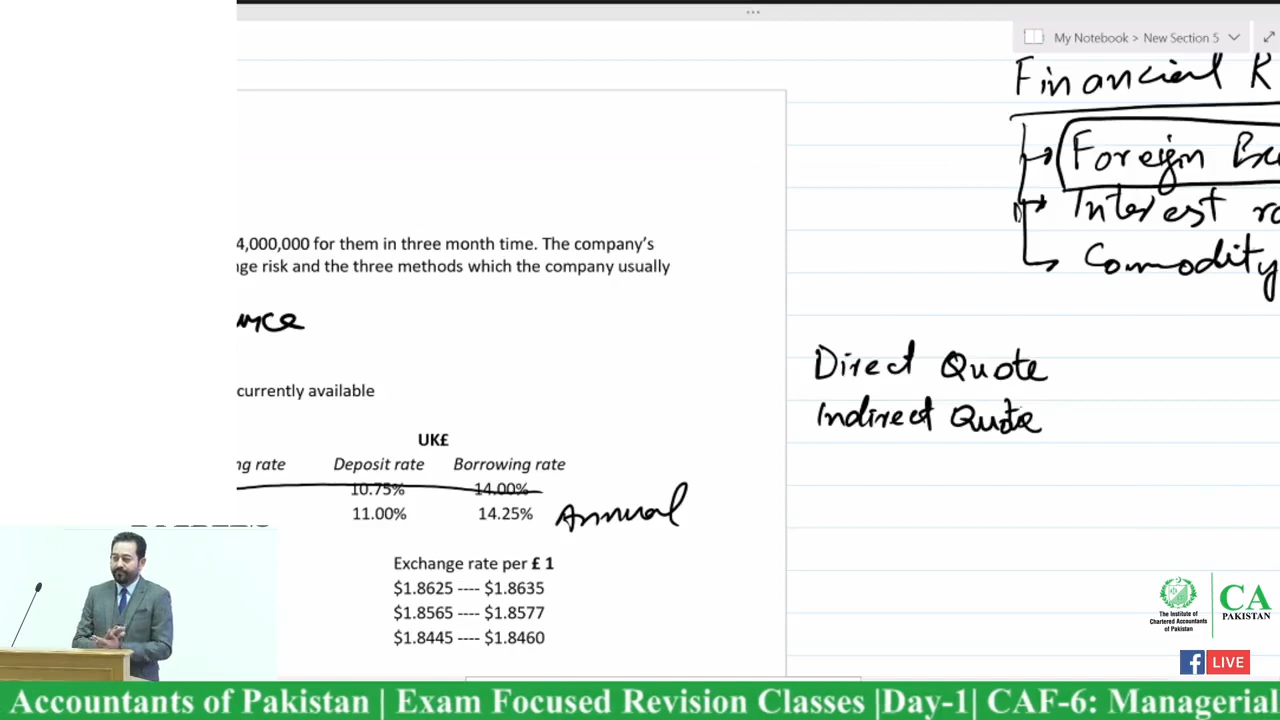 My Notebook > New Section 5
Financial R
Foreign
Interest
Commodity
4,000,000 for them in three month time. The company's
ge risk and the three methods which the company usually
Direct Quote
Indirect Quote
currently available
UK£
ng rate Deposit rate Borrowing rate
10.75% 14.00%
11.00% 14.25% Annual
Exchange rate per £ 1
$1.8625 ---- $1.8635
$1.8565 ---- $1.8577
$1.8445 ---- $1.8460
The Institute of
Chartered Accountants
of Pakistan
CA
PAKISTAN
f LIVE
Accountants of Pakistan | Exam Focused Revision Classes |Day-1| CAF-6: Managerial